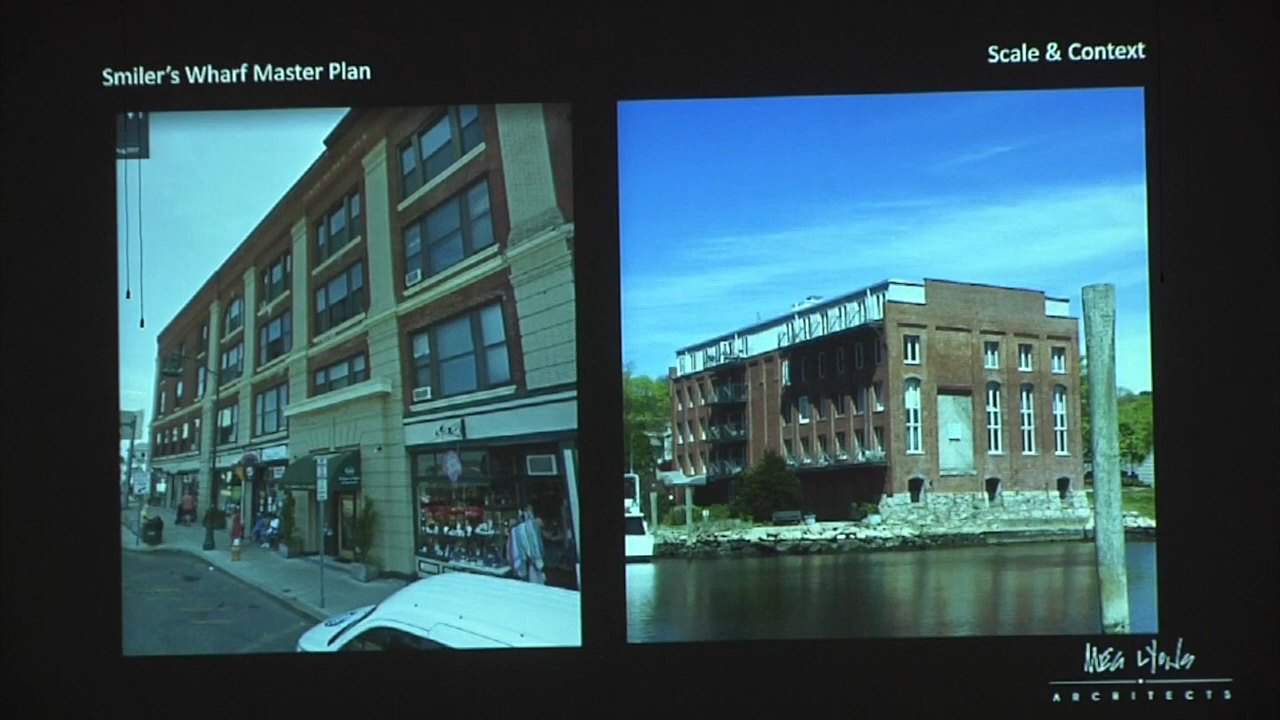 Smiler's Wharf Master Plan
Scale & Context
MEG LYONS
ARCHITECTS